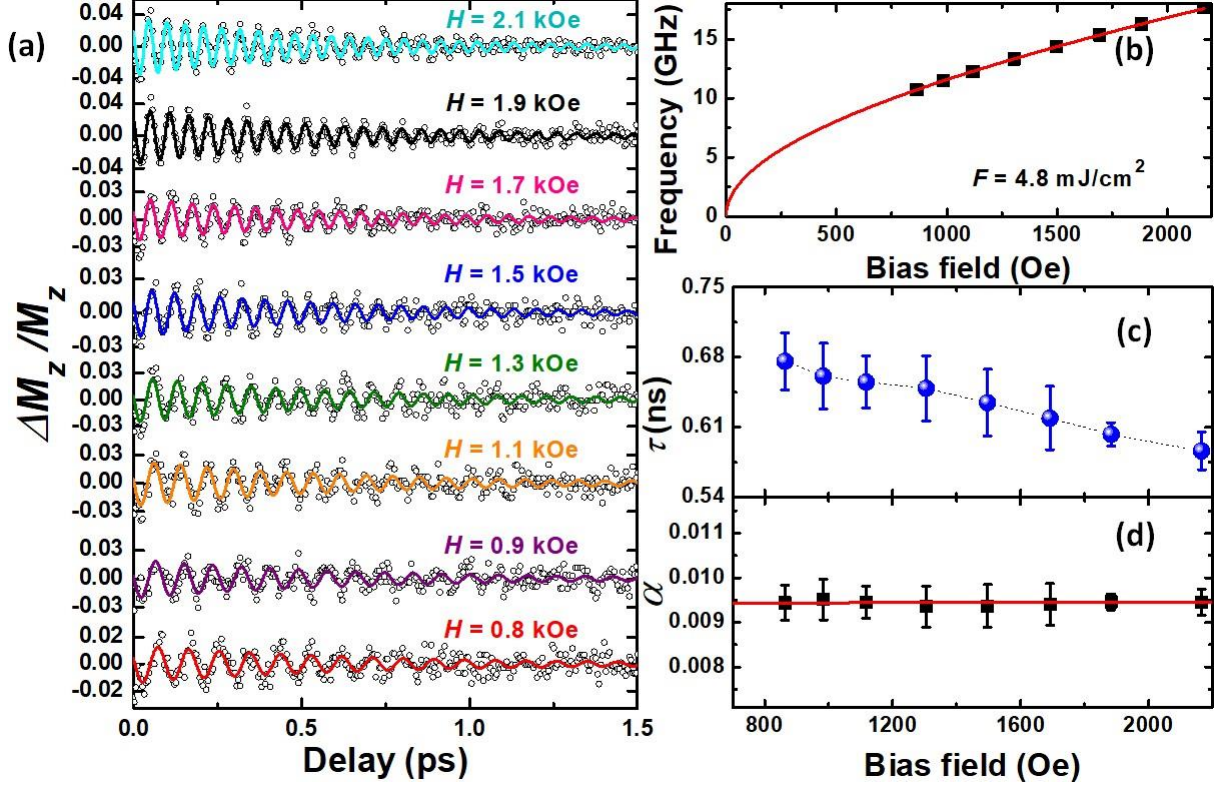 (a)
ΔM_z /M_z
0.04
0.00
-0.04
H = 2.1 kOe
0.04
0.00
-0.04
H = 1.9 kOe
0.03
0.00
-0.03
H = 1.7 kOe
0.03
0.00
-0.03
H = 1.5 kOe
0.03
0.00
-0.03
H = 1.3 kOe
0.03
0.00
-0.03
H = 1.1 kOe
0.03
0.00
-0.03
H = 0.9 kOe
0.02
0.00
-0.02
H = 0.8 kOe
0.0 0.5 1.0 1.5
Delay (ps)
Frequency (GHz)
15
10
5
0
(b)
F = 4.8 mJ/cm²
0 500 1000 1500 2000
Bias field (Oe)
τ (ns)
0.75
0.68
0.61
0.54
(c)
α
0.011
0.010
0.009
0.008
(d)
800 1200 1600 2000
Bias field (Oe)